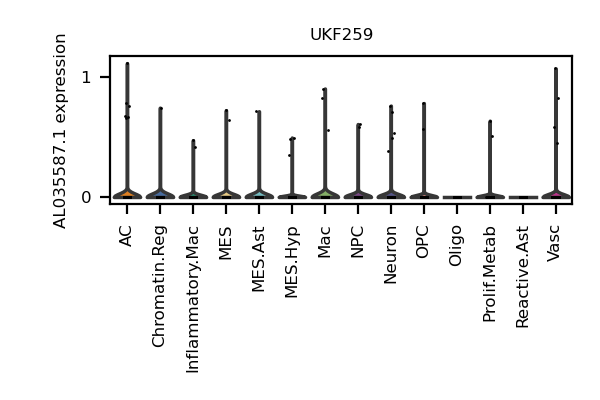 UKF259
AL035587.1 expression
1
0
AC
Chromatin.Reg
Inflammatory.Mac
MES
MES.Ast
MES.Hyp
Mac
NPC
Neuron
OPC
Oligo
Prolif.Metab
Reactive.Ast
Vasc